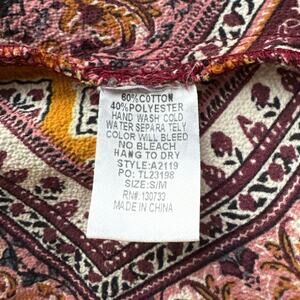 60%COTTON
40%POLYESTER
HAND WASH COLD
WATER SEPARA TELY
COLOR WILL BLEED
NO BLEACH
HANG TO DRY
STYLE:A2119
PO: TL23198
SIZE:S/M
RN#:130733
MADE IN CHINA